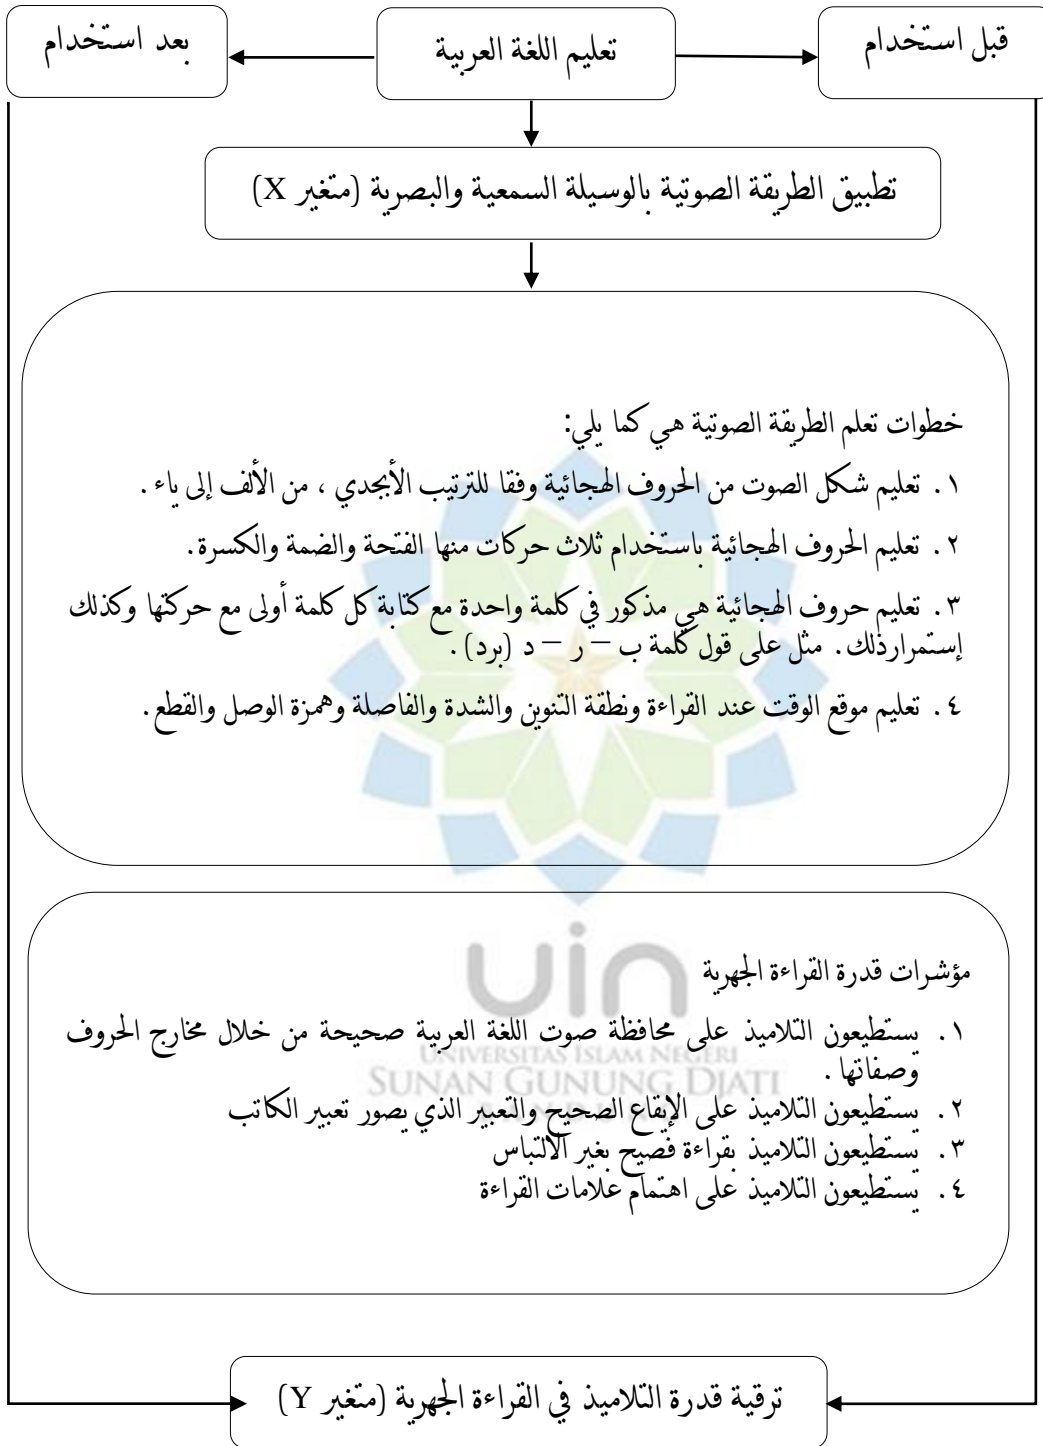 قبل استخدام
تعليم اللغة العربية
بعد استخدام
تطبيق الطريقة الصوتية بالوسيلة السمعية والبصرية (متغير X)
خطوات تعلم الطريقة الصوتية هي كما يلي:
١. تعليم شكل الصوت من الحروف الهجائية وفقا للترتيب الأبجدي ، من الألف إلى ياء .
٢. تعليم الحروف الهجائية باستخدام ثلاث حركات منها الفتحة والضمة والكسرة.
٣. تعليم حروف الهجائية هي مذكور في كلمة واحدة مع كتابة كل كلمة أولى مع حركتها وكذلك
إستمرارذلك. مثل على قول كلمة ب – ر – د (برد) .
٤. تعليم موقع الوقت عند القراءة ونطقة التنوين والشدة والفاصلة وهمزة الوصل والقطع.
مؤشرات قدرة القراءة الجهرية
١. يستطيعون التلاميذ على محافظة صوت اللغة العربية صحيحة من خلال مخارج الحروف
وصفاتها .
٢. يستطيعون التلاميذ على الإيقاع الصحيح والتعبير الذي يصور تعبير الكاتب
٣. يستطيعون التلاميذ بقراءة فصيح بغير الالتباس
٤. يستطيعون التلاميذ على اهتمام علامات القراءة
uin
UNIVERSITAS ISLAM NEGERI
SUNAN GUNUNG DJATI
ترقية قدرة التلاميذ في القراءة الجهرية (متغير Y)